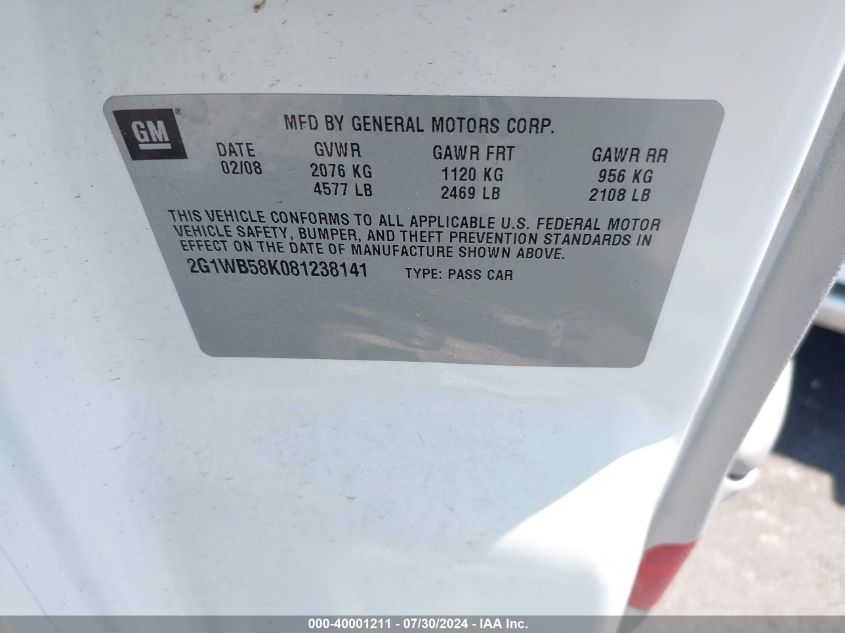 GM ®
MFD BY GENERAL MOTORS CORP.
DATE GVWR GAWR FRT GAWR RR
02/08 2076 KG 1120 KG 956 KG
4577 LB 2469 LB 2108 LB
THIS VEHICLE CONFORMS TO ALL APPLICABLE U.S. FEDERAL MOTOR
VEHICLE SAFETY, BUMPER, AND THEFT PREVENTION STANDARDS IN
EFFECT ON THE DATE OF MANUFACTURE SHOWN ABOVE.
2G1WB58K081238141 TYPE: PASS CAR
000-40001211 - 07/30/2024 - IAA Inc.